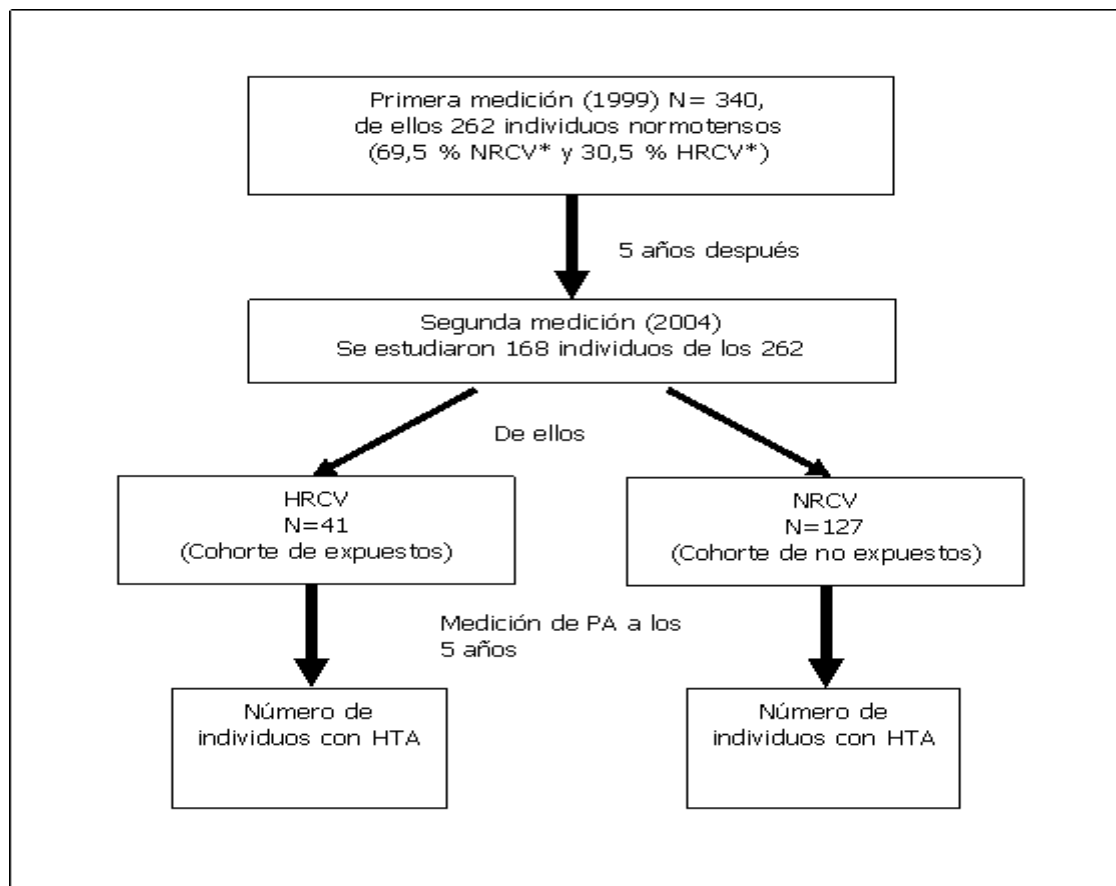 Primera medición (1999) N= 340,
de ellos 262 individuos normotensos
(69,5 % NRCV* y 30,5 % HRCV*)
5 años después
Segunda medición (2004)
Se estudiaron 168 individuos de los 262
De ellos
HRCV
N=41
(Cohorte de expuestos)
NRCV
N=127
(Cohorte de no expuestos)
Medición de PA a los
5 años
Número de
individuos con HTA
Número de
individuos con HTA